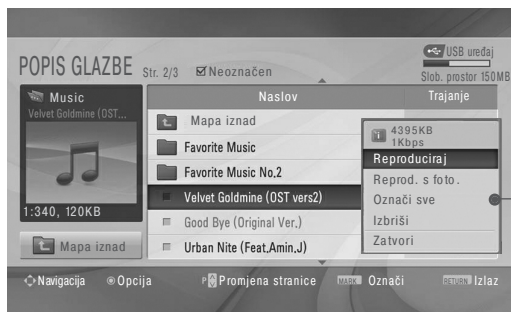 USB uređaj
POPIS GLAZBE Str. 2/3 Neoznačen
Slob. prostor 150MB
Music
Velvet Goldmine (OST...
1:340, 120KB
Mapa iznad
Naslov Trajanje
Mapa iznad
Favorite Music
Favorite Music No,2
Velvet Goldmine (OST vers2)
Good Bye (Original Ver,)
Urban Nite (Feat,Amin,J)
4395KB
1Kbps
Reproduciraj
Reprod. s foto.
Označi sve
Izbriši
Zatvori
Navigacija Opcija P Promjena stranice MARK Označi RETURN Izlaz